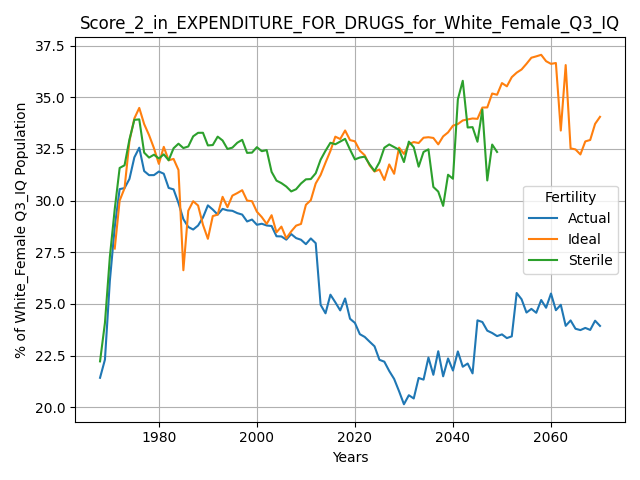 Score_2_in_EXPENDITURE_FOR_DRUGS_for_White_Female_Q3_IQ
% of White_Female Q3_IQ Population
37.5
35.0
32.5
30.0
27.5
25.0
22.5
20.0
Fertility
Actual
Ideal
Sterile
1980
2000
2020
2040
2060
Years